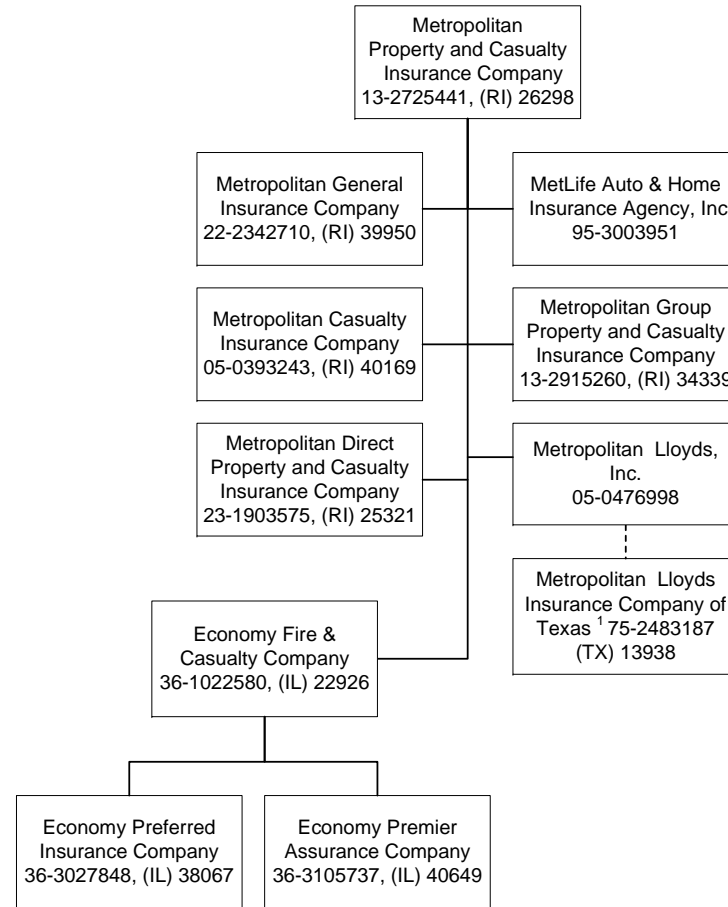 Metropolitan
Property and Casualty
Insurance Company
13-2725441, (RI) 26298
Metropolitan General
Insurance Company
22-2342710, (RI) 39950
MetLife Auto & Home
Insurance Agency, Inc
95-3003951
Metropolitan Casualty
Insurance Company
05-0393243, (RI) 40169
Metropolitan Group
Property and Casualty
Insurance Company
13-2915260, (RI) 34339
Metropolitan Direct
Property and Casualty
Insurance Company
23-1903575, (RI) 25321
Metropolitan Lloyds,
Inc.
05-0476998
Metropolitan Lloyds
Insurance Company of
Texas ¹ 75-2483187
(TX) 13938
Economy Fire &
Casualty Company
36-1022580, (IL) 22926
Economy Preferred
Insurance Company
36-3027848, (IL) 38067
Economy Premier
Assurance Company
36-3105737, (IL) 40649